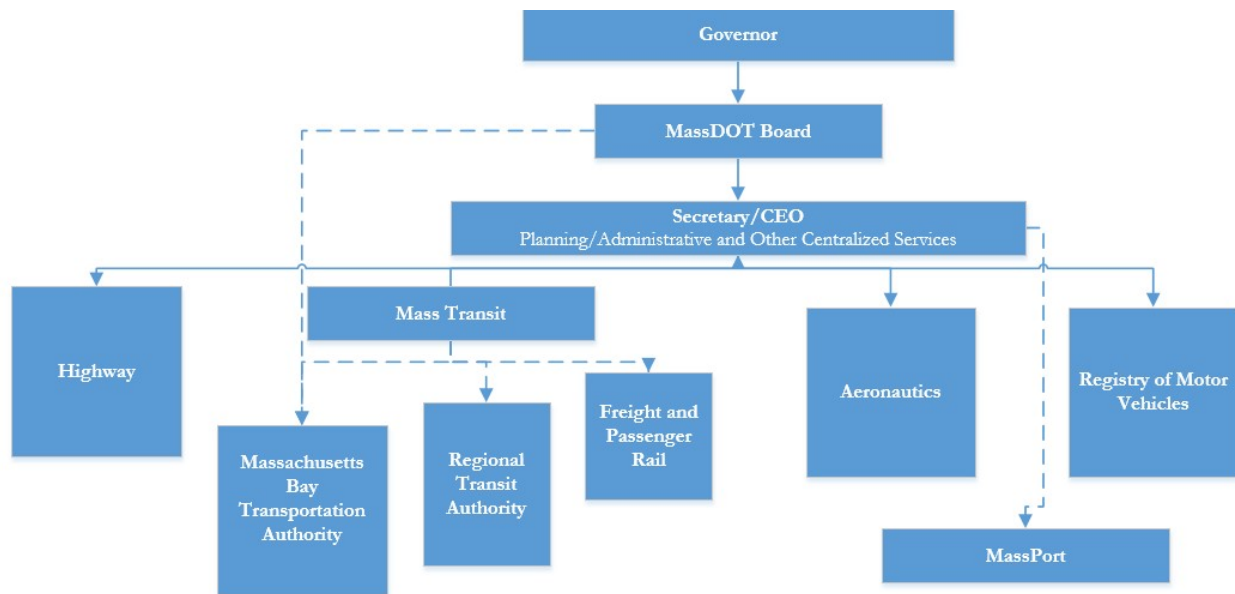 Governor
MassDOT Board
Secretary/CEO
Planning/Administrative and Other Centralized Services
Highway
Mass Transit
Massachusetts
Bay
Transportation
Authority
Regional
Transit
Authority
Freight and
Passenger
Rail
Aeronautics
Registry of Motor
Vehicles
MassPort